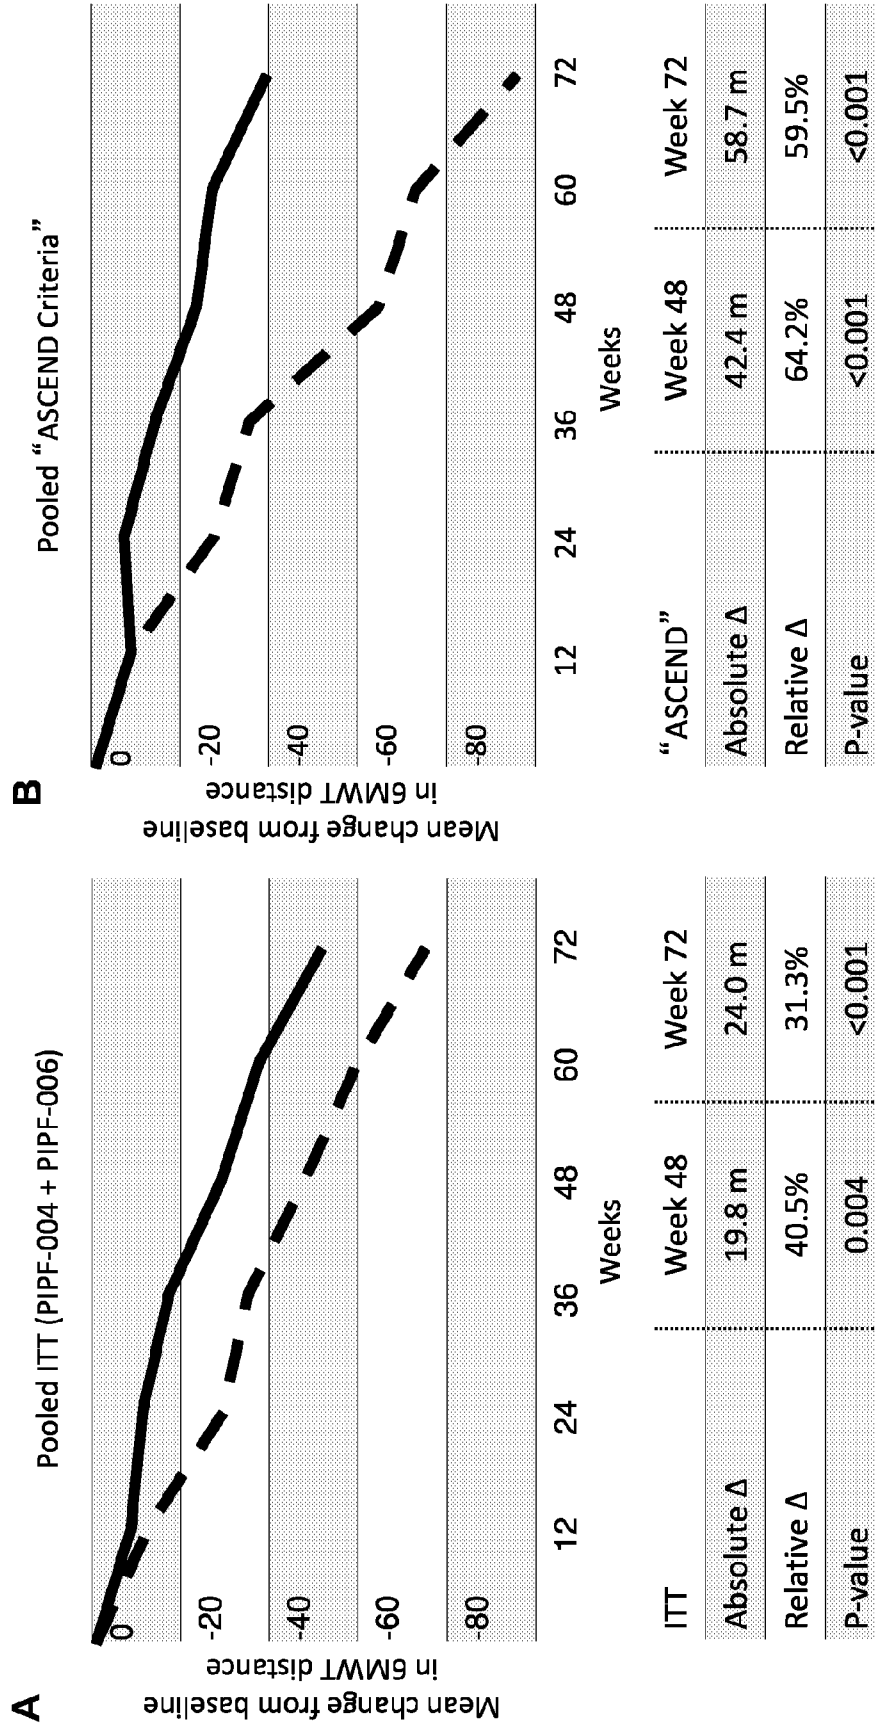 A
Pooled ITT (PIPF-004 + PIPF-006)
Mean change from baseline
in 6MWT distance
0
-20
-40
-60
-80
12 24 36 48 60 72
Weeks
ITT Week 48 Week 72
Absolute Δ 19.8 m 24.0 m
Relative Δ 40.5% 31.3%
P-value 0.004 <0.001
B
Pooled “ASCEND Criteria”
Mean change from baseline
in 6MWT distance
0
-20
-40
-60
-80
12 24 36 48 60 72
Weeks
“ASCEND” Week 48 Week 72
Absolute Δ 42.4 m 58.7 m
Relative Δ 64.2% 59.5%
P-value <0.001 <0.001